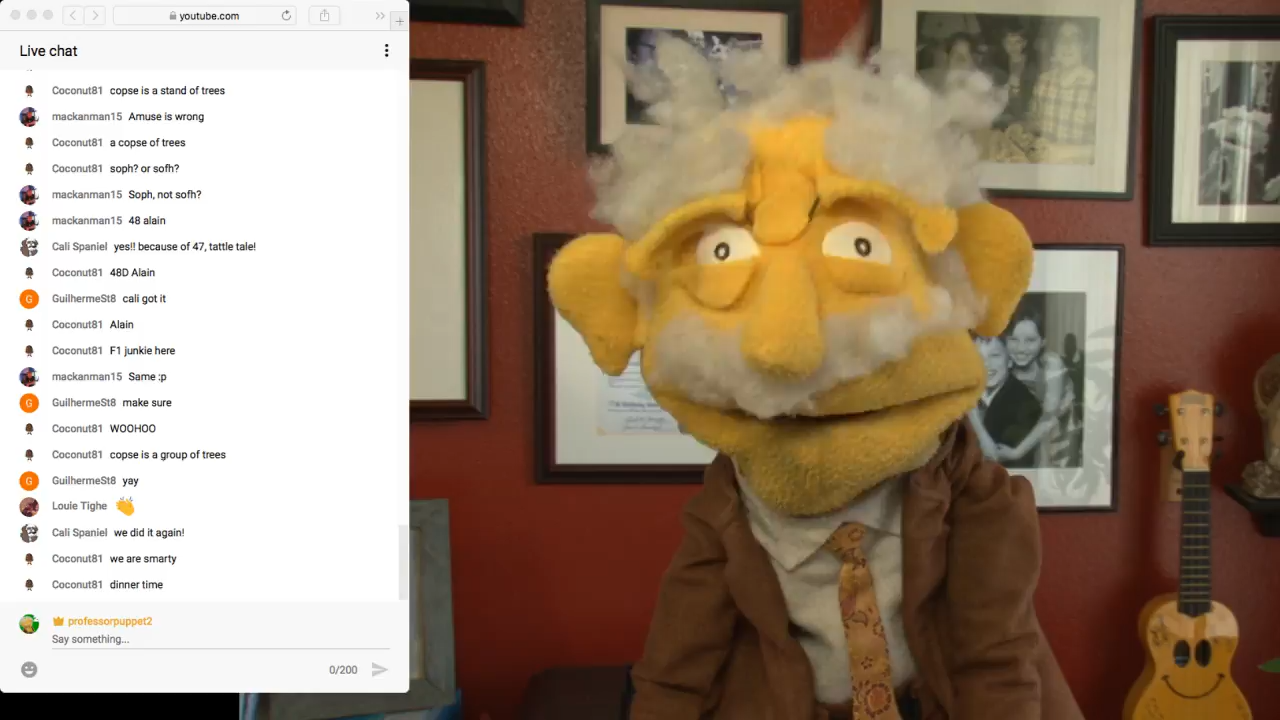 youtube.com
Live chat
Coconut81 copse is a stand of trees
mackanman15 Amuse is wrong
Coconut81 a copse of trees
Coconut81 soph? or sofh?
mackanman15 Soph, not sofh?
mackanman15 48 alain
Cali Spaniel yes!! because of 47, tattle tale!
Coconut81 48D Alain
G GuilhermeSt8 cali got it
Coconut81 Alain
Coconut81 F1 junkie here
mackanman15 Same :p
G GuilhermeSt8 make sure
Coconut81 WOOHOO
Coconut81 copse is a group of trees
G GuilhermeSt8 yay
Louie Tighe 👏
Cali Spaniel we did it again!
Coconut81 we are smarty
Coconut81 dinner time
professorpuppet2
Say something...
0/200